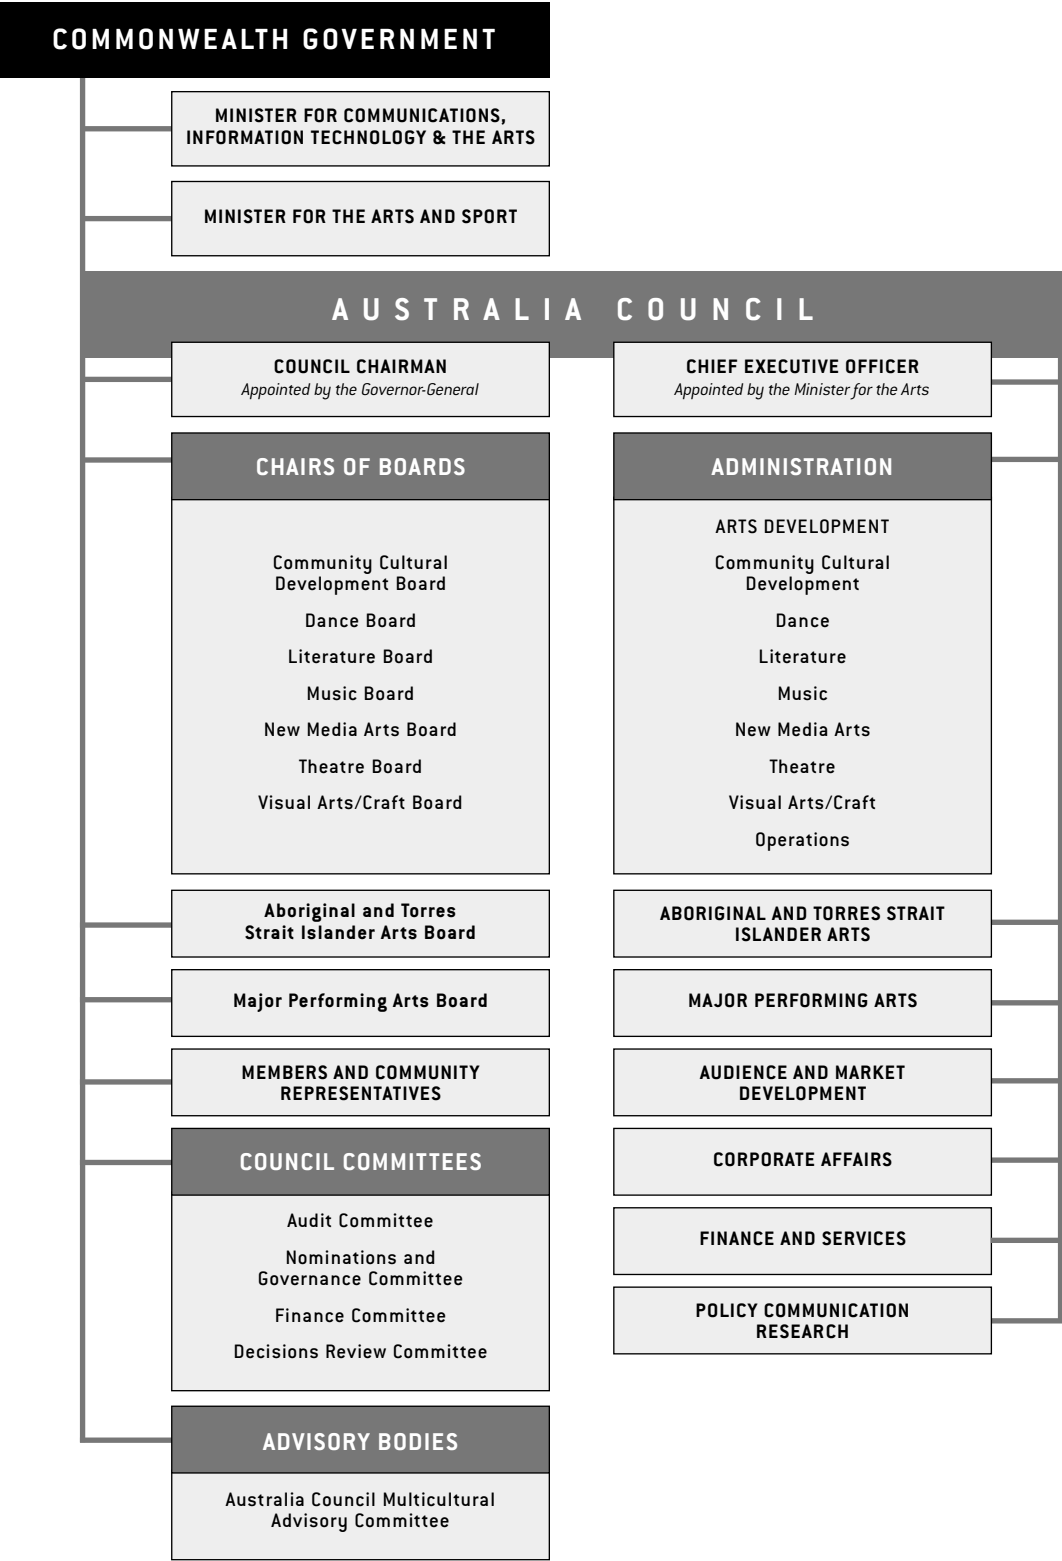 COMMONWEALTH GOVERNMENT
MINISTER FOR COMMUNICATIONS,
INFORMATION TECHNOLOGY & THE ARTS
MINISTER FOR THE ARTS AND SPORT
AUSTRALIA COUNCIL
COUNCIL CHAIRMAN
Appointed by the Governor-General
CHAIRS OF BOARDS
Community Cultural
Development Board
Dance Board
Literature Board
Music Board
New Media Arts Board
Theatre Board
Visual Arts/Craft Board
Aboriginal and Torres
Strait Islander Arts Board
Major Performing Arts Board
MEMBERS AND COMMUNITY
REPRESENTATIVES
COUNCIL COMMITTEES
Audit Committee
Nominations and
Governance Committee
Finance Committee
Decisions Review Committee
ADVISORY BODIES
Australia Council Multicultural
Advisory Committee
CHIEF EXECUTIVE OFFICER
Appointed by the Minister for the Arts
ADMINISTRATION
ARTS DEVELOPMENT
Community Cultural
Development
Dance
Literature
Music
New Media Arts
Theatre
Visual Arts/Craft
Operations
ABORIGINAL AND TORRES STRAIT
ISLANDER ARTS
MAJOR PERFORMING ARTS
AUDIENCE AND MARKET
DEVELOPMENT
CORPORATE AFFAIRS
FINANCE AND SERVICES
POLICY COMMUNICATION
RESEARCH